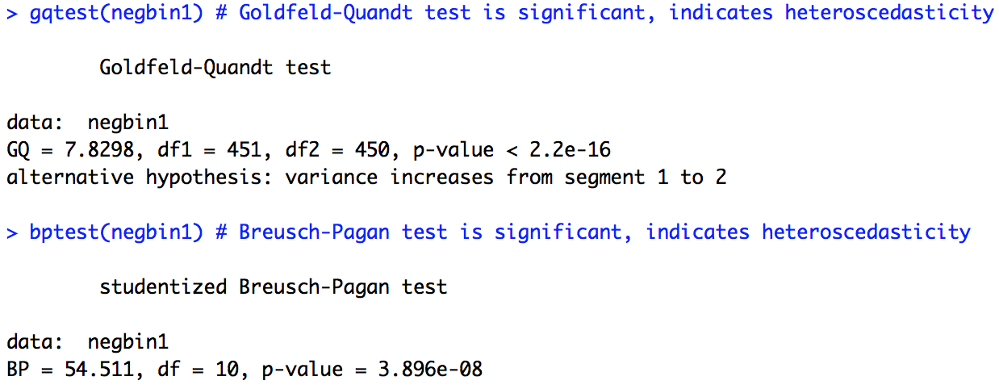 > gqtest(negbin1) # Goldfeld-Quandt test is significant, indicates heteroscedasticity
Goldfeld-Quandt test
data:  negbin1
GQ = 7.8298, df1 = 451, df2 = 450, p-value < 2.2e-16
alternative hypothesis: variance increases from segment 1 to 2
> bptest(negbin1) # Breusch-Pagan test is significant, indicates heteroscedasticity
studentized Breusch-Pagan test
data:  negbin1
BP = 54.511, df = 10, p-value = 3.896e-08